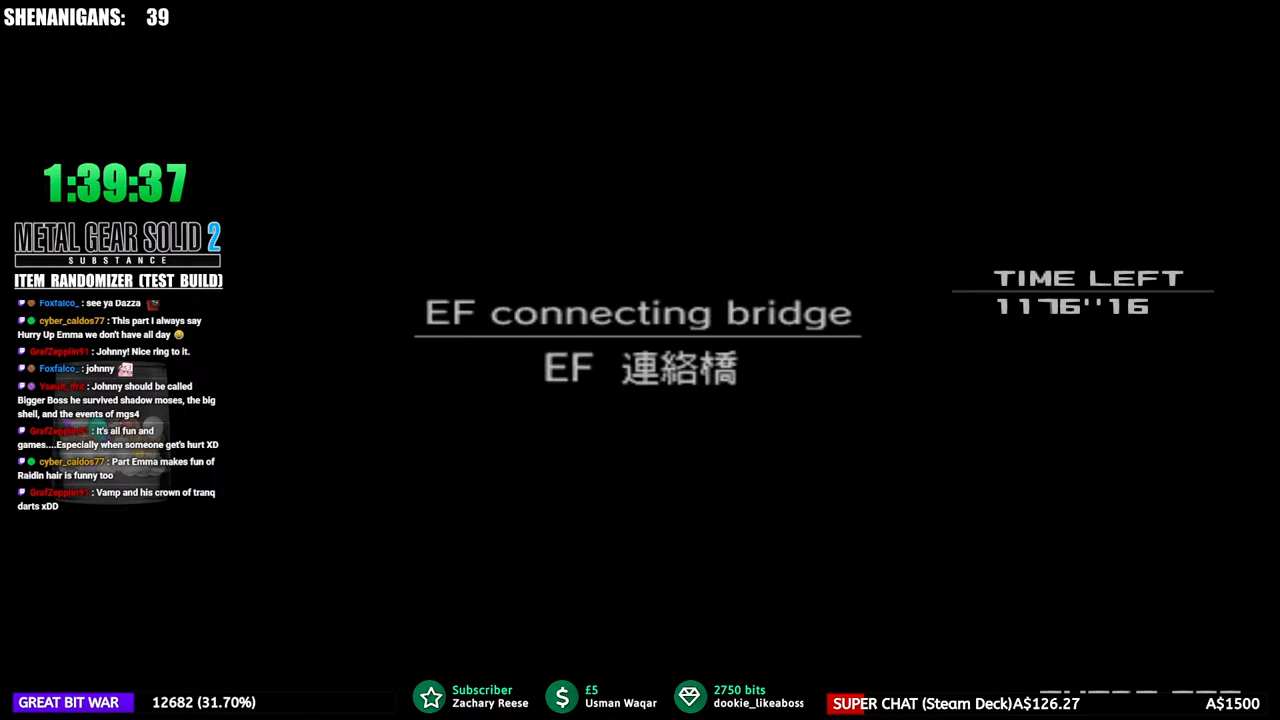 SHENANIGANS: 39
1:39:37
METAL GEAR SOLID 2
SUBSTANCE
ITEM RANDOMIZER (TEST BUILD)
Foxfalco_ : see ya Dazza
cyber_caldos77 : This part I always say
Hurry Up Emma we don't have all day
GrafZepplin91 : Johnny! Nice ring to it.
Foxfalco_ : johnny
Yseult_ifrit : Johnny should be called
Bigger Boss he survived shadow moses, the big
shell, and the events of mgs4
GrafZepplin91 : It's all fun and
games....Especially when someone get's hurt XD
cyber_caldos77 : Part Emma makes fun of
Raidin hair is funny too
GrafZepplin91 : Vamp and his crown of tranq
darts xDD
EF connecting bridge
EF 連絡橋
TIME LEFT
1176"16
GREAT BIT WAR 12682 (31.70%)
Subscriber
Zachary Reese
£5
Usman Waqar
2750 bits
dookie_likeaboss
SUPER CHAT (Steam Deck)A$126.27 A$1500